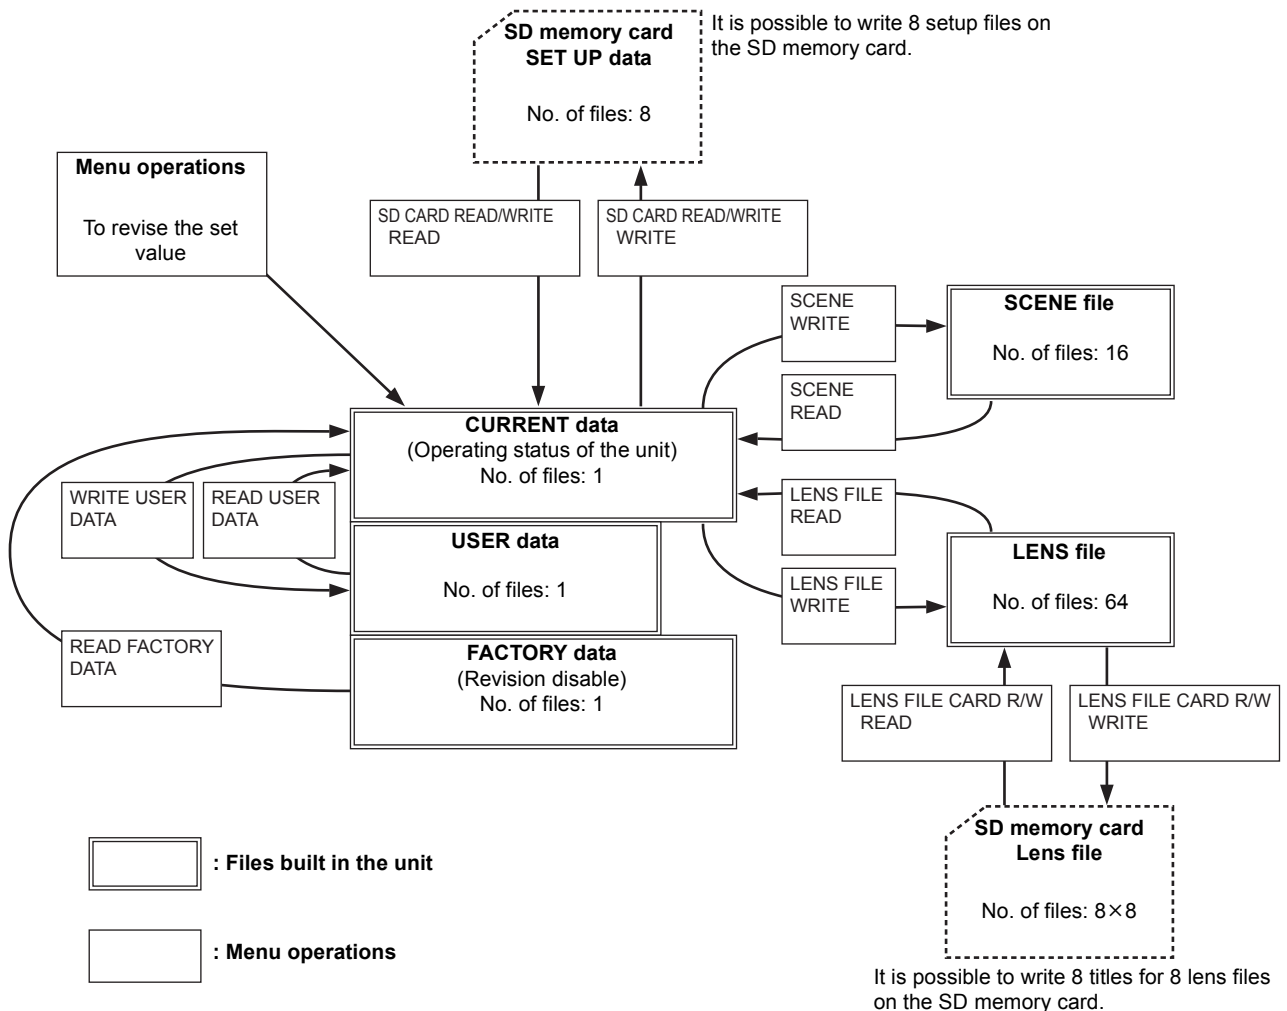 SD memory card
SET UP data
No. of files: 8
It is possible to write 8 setup files on
the SD memory card.
Menu operations
To revise the set
value
SD CARD READ/WRITE
READ
SD CARD READ/WRITE
WRITE
SCENE
WRITE
SCENE file
No. of files: 16
SCENE
READ
CURRENT data
(Operating status of the unit)
No. of files: 1
WRITE USER
DATA
READ USER
DATA
LENS FILE
READ
USER data
No. of files: 1
LENS file
No. of files: 64
LENS FILE
WRITE
READ FACTORY
DATA
FACTORY data
(Revision disable)
No. of files: 1
LENS FILE CARD R/W
READ
LENS FILE CARD R/W
WRITE
SD memory card
Lens file
No. of files: 8×8
It is possible to write 8 titles for 8 lens files
on the SD memory card.
: Files built in the unit
: Menu operations